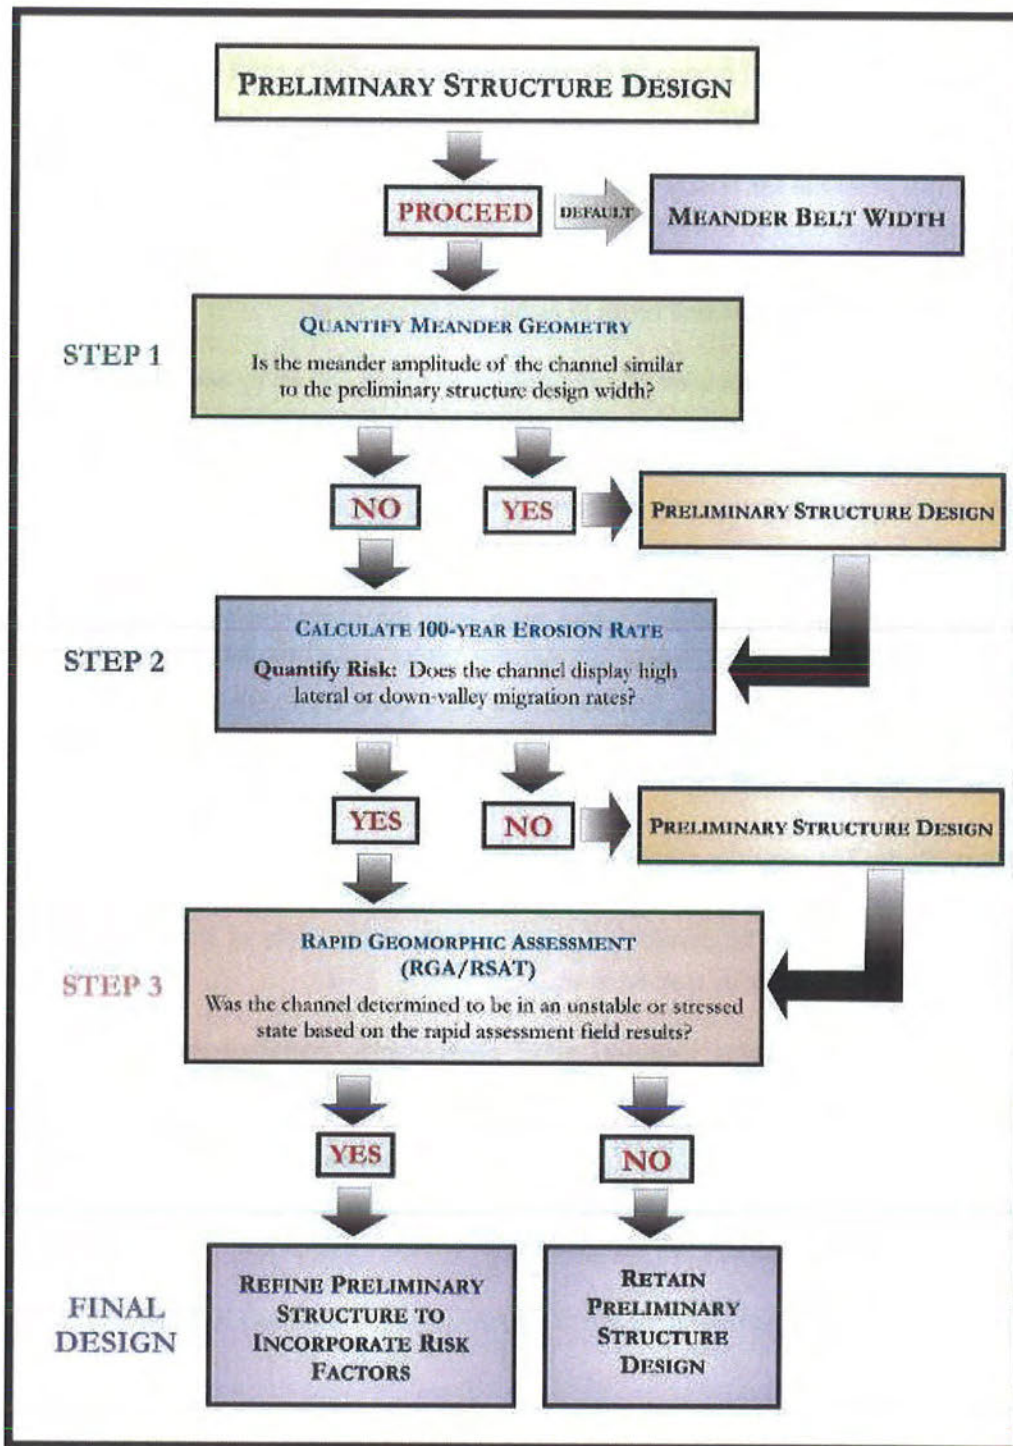 PRELIMINARY STRUCTURE DESIGN
PROCEED
DEFAULT
MEANDER BELT WIDTH
STEP 1
QUANTIFY MEANDER GEOMETRY
Is the meander amplitude of the channel similar
to the preliminary structure design width?
NO
YES
PRELIMINARY STRUCTURE DESIGN
STEP 2
CALCULATE 100-YEAR EROSION RATE
Quantify Risk: Does the channel display high
lateral or down-valley migration rates?
YES
NO
PRELIMINARY STRUCTURE DESIGN
STEP 3
RAPID GEOMORPHIC ASSESSMENT
(RGA/RSAT)
Was the channel determined to be in an unstable or stressed
state based on the rapid assessment field results?
YES
NO
FINAL
DESIGN
REFINE PRELIMINARY
STRUCTURE TO
INCORPORATE RISK
FACTORS
RETAIN
PRELIMINARY
STRUCTURE
DESIGN